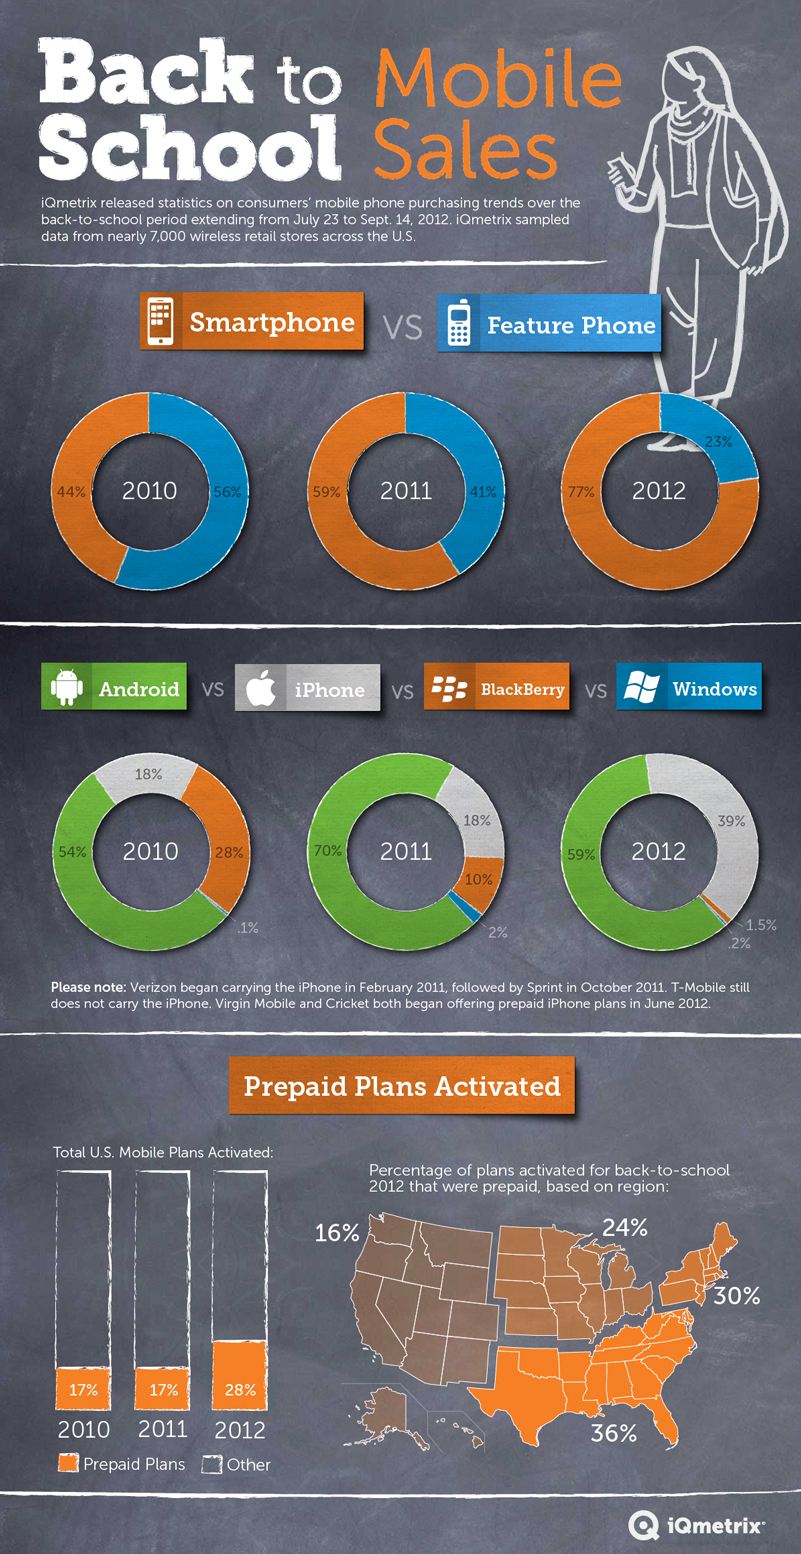 Back to Mobile
School Sales
iQmetrix released statistics on consumers' mobile phone purchasing trends over the
back-to-school period extending from July 23 to Sept. 14, 2012. iQmetrix sampled
data from nearly 7,000 wireless retail stores across the U.S.
Smartphone VS Feature Phone
23%
44% 2010 56% 59% 2011 41% 77% 2012
Android VS iPhone VS BlackBerry VS Windows
18%
18% 39%
54% 2010 28% 70% 2011 59% 2012
10%
.1% 2% 1.5%
.2%
Please note: Verizon began carrying the iPhone in February 2011, followed by Sprint in October 2011. T-Mobile still
does not carry the iPhone. Virgin Mobile and Cricket both began offering prepaid iPhone plans in June 2012.
Prepaid Plans Activated
Total U.S. Mobile Plans Activated:
17% 17% 28%
2010 2011 2012
Prepaid Plans Other
Percentage of plans activated for back-to-school
2012 that were prepaid, based on region:
16% 24%
30%
36%
iQmetrix®